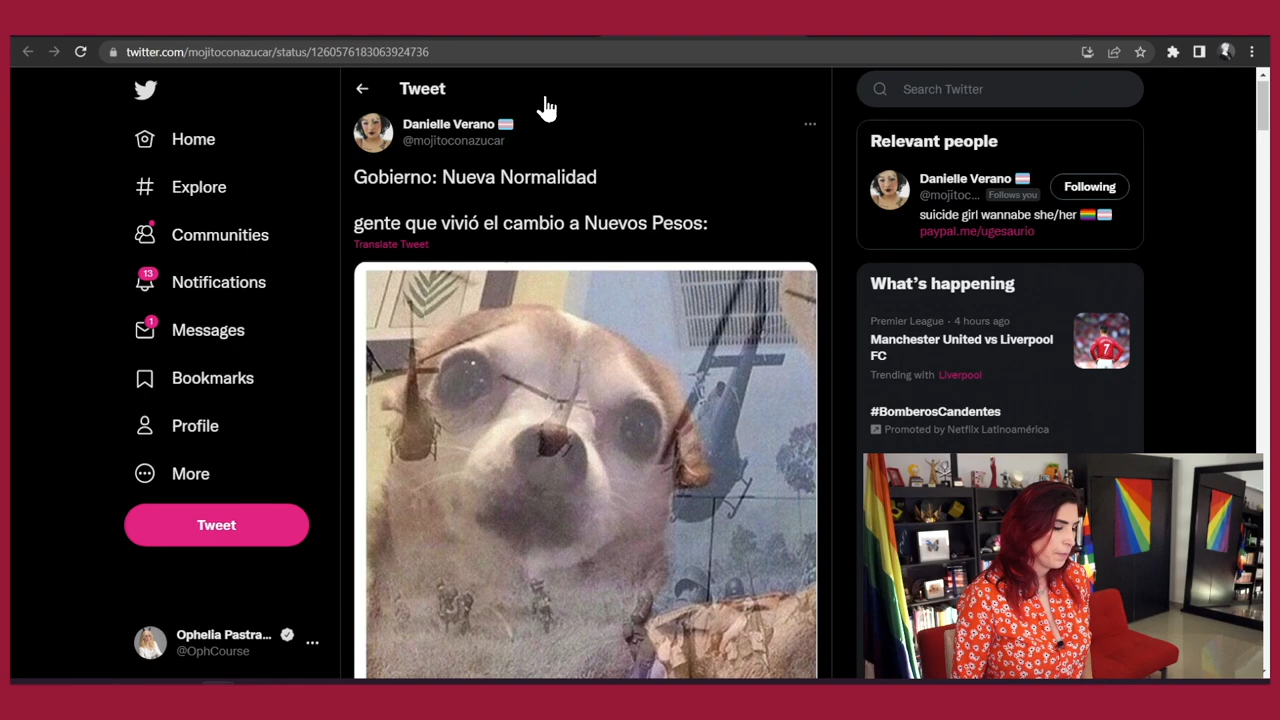 twitter.com/mojitoconazucar/status/1260576183063924736
Home
Explore
Communities
13
Notifications
1
Messages
Bookmarks
Profile
More
Tweet
Ophelia Pastra...
@OphCourse
Tweet
Danielle Verano
@mojitoconazucar
Gobierno: Nueva Normalidad
gente que vivió el cambio a Nuevos Pesos:
Translate Tweet
Search Twitter
Relevant people
Danielle Verano
@mojitoc... Follows you
Following
suicide girl wannabe she/her
paypal.me/ugesaurio
What's happening
Premier League · 4 hours ago
Manchester United vs Liverpool
FC
Trending with Liverpool
7
#BomberosCandentes
Promoted by Netflix Latinoamérica